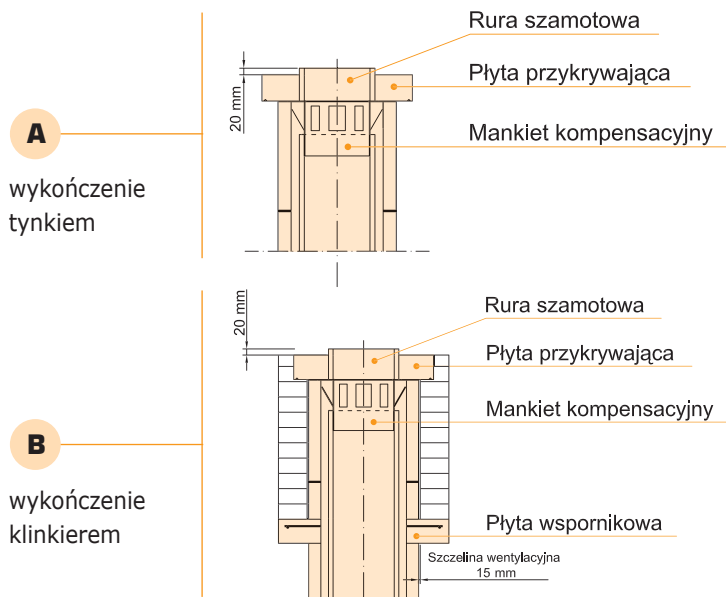 Rura szamotowa
Płyta przykrywająca
20 mm
Mankiet kompensacyjny
A
wykończenie
tynkiem
Rura szamotowa
20 mm
Płyta przykrywająca
Mankiet kompensacyjny
B
wykończenie
klinkierem
Płyta wspornikowa
Szczelina wentylacyjna
15 mm